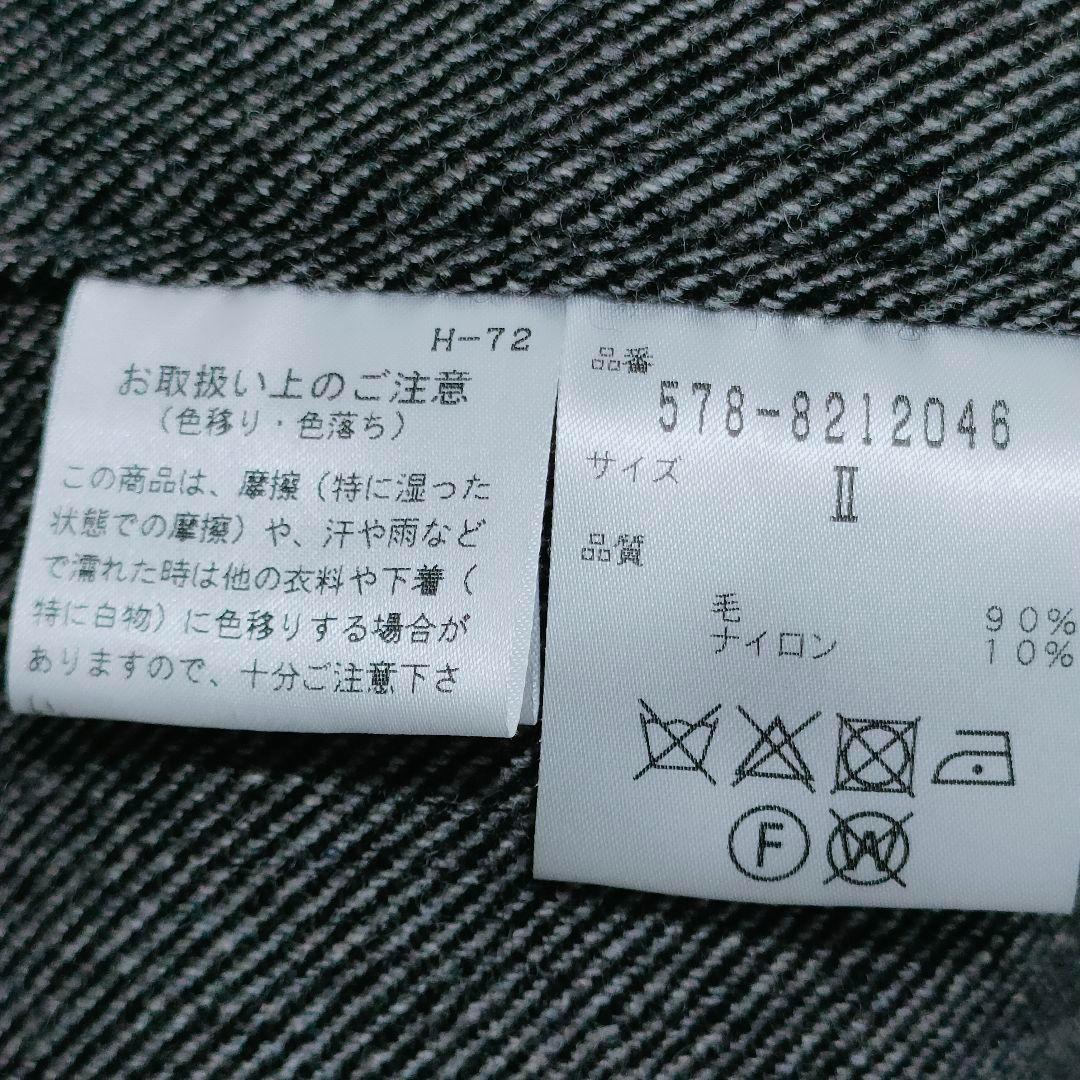 H-72
お取扱い上のご注意
(色移り・色落ち)
この商品は、摩擦(特に湿った
状態での摩擦)や、汗や雨など
で濡れた時は他の衣料や下着(
特に白物)に色移りする場合が
ありますので、十分ご注意下さ
い
品番
578-8212046
サイズ
Ⅱ
品質
毛 90%
ナイロン 10%
F W